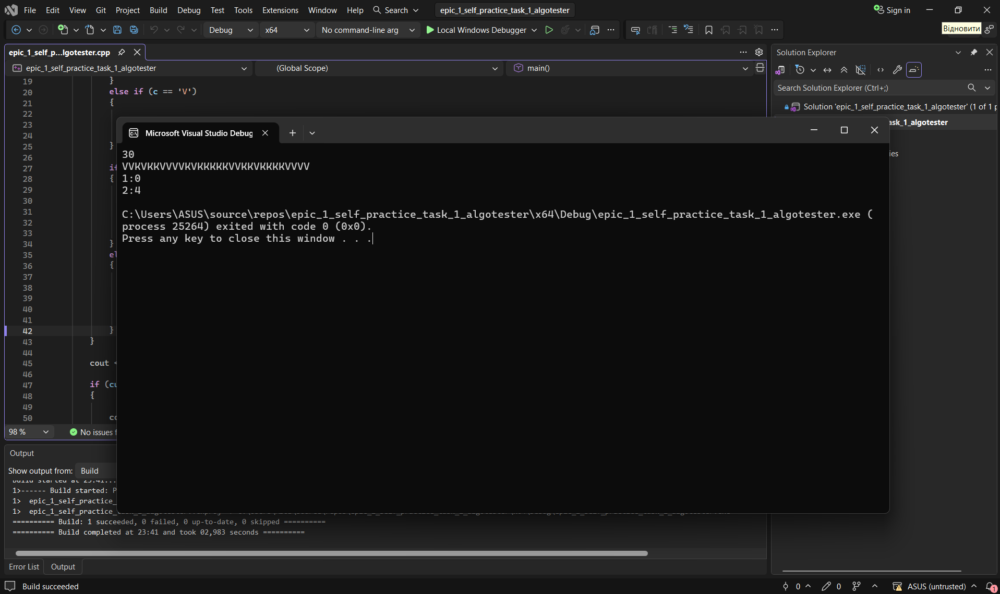 File Edit View Git Project Build Debug Test Tools Extensions Window Help Search epic_1_self_practice_task_1_algotester Sign in
Debug x64 No command-line arg Local Windows Debugger Відновити
epic_1_self_p...lgotester.cpp
epic_1_self_practice_task_1_algotester (Global Scope) main()
19 }
20 else if (c == 'V')
21 {
22
23
24
25 }
26
27 if
28 {
29
30
31
32
33
34 }
35 el
36 {
37
38
39
40
41
42 }
43 }
44
45 cout <
46
47 if (cu
48 {
49
50 co
98 % No issues f
Microsoft Visual Studio Debug
30
VVKVKKVVVVKVKKKKKVVKKVKKKKVVVV
1:0
2:4
C:\Users\ASUS\source\repos\epic_1_self_practice_task_1_algotester\x64\Debug\epic_1_self_practice_task_1_algotester.exe (
process 25264) exited with code 0 (0x0).
Press any key to close this window . . .
Solution Explorer
Search Solution Explorer (Ctrl+;)
Solution 'epic_1_self_practice_task_1_algotester' (1 of 1 p
ask_1_algotester
ies
Output
Show output from: Build
Build started at 23:41...
1>------ Build started: P
1> epic_1_self_practice_
1> epic_1_self_practice_
========== Build: 1 succeeded, 0 failed, 0 up-to-date, 0 skipped ==========
========== Build completed at 23:41 and took 02,983 seconds ==========
Error List Output
Build succeeded 0 0 ASUS (untrusted) 1